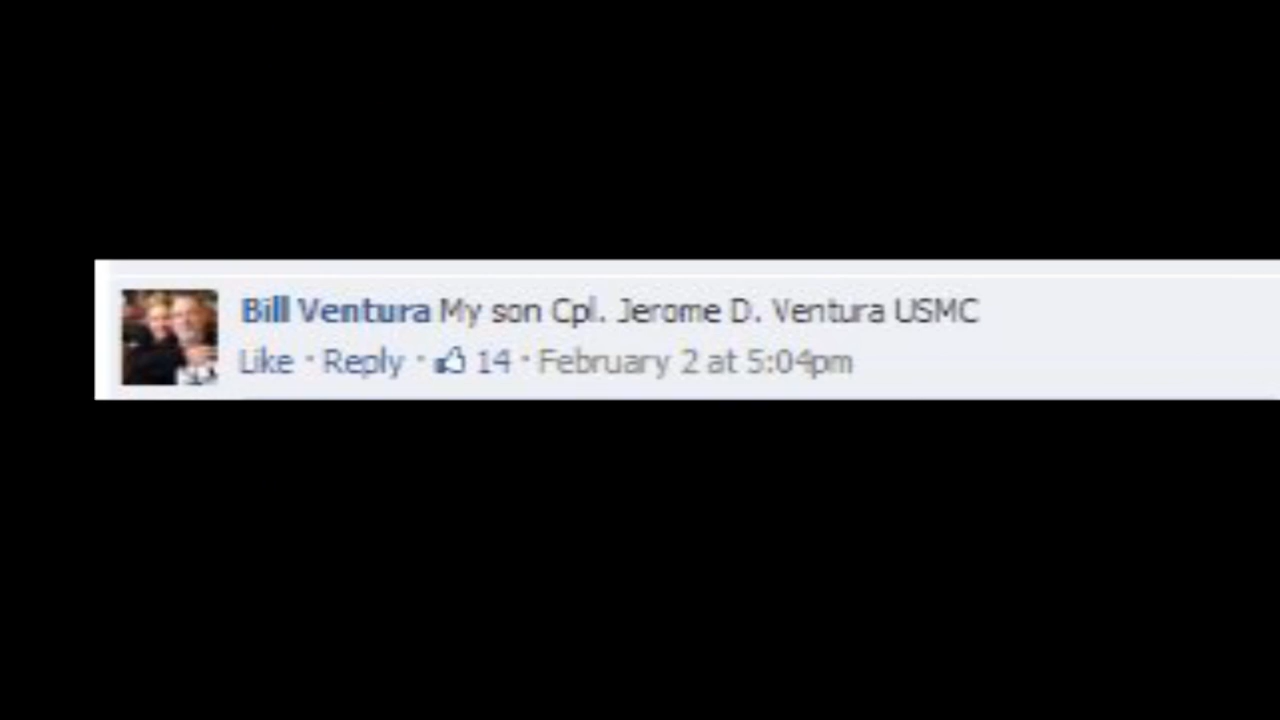 Bill Ventura My son Cpl. Jerome D. Ventura USMC
Like · Reply · 14 · February 2 at 5:04pm